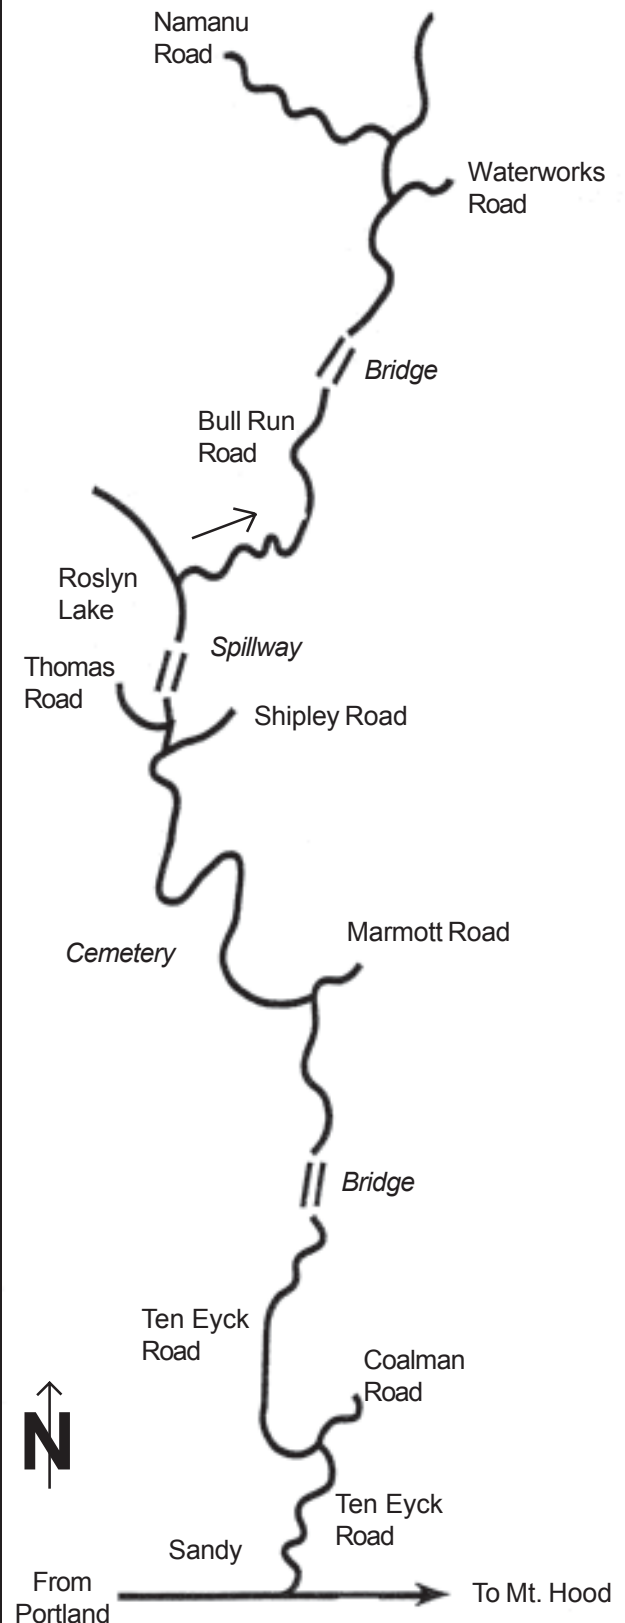 Namanu
Road
Waterworks
Road
Bridge
Bull Run
Road
Roslyn
Lake
Spillway
Thomas
Road
Shipley Road
Marmott Road
Cemetery
Bridge
Ten Eyck
Road
Coalman
Road
N
Ten Eyck
Road
Sandy
From
Portland
To Mt. Hood